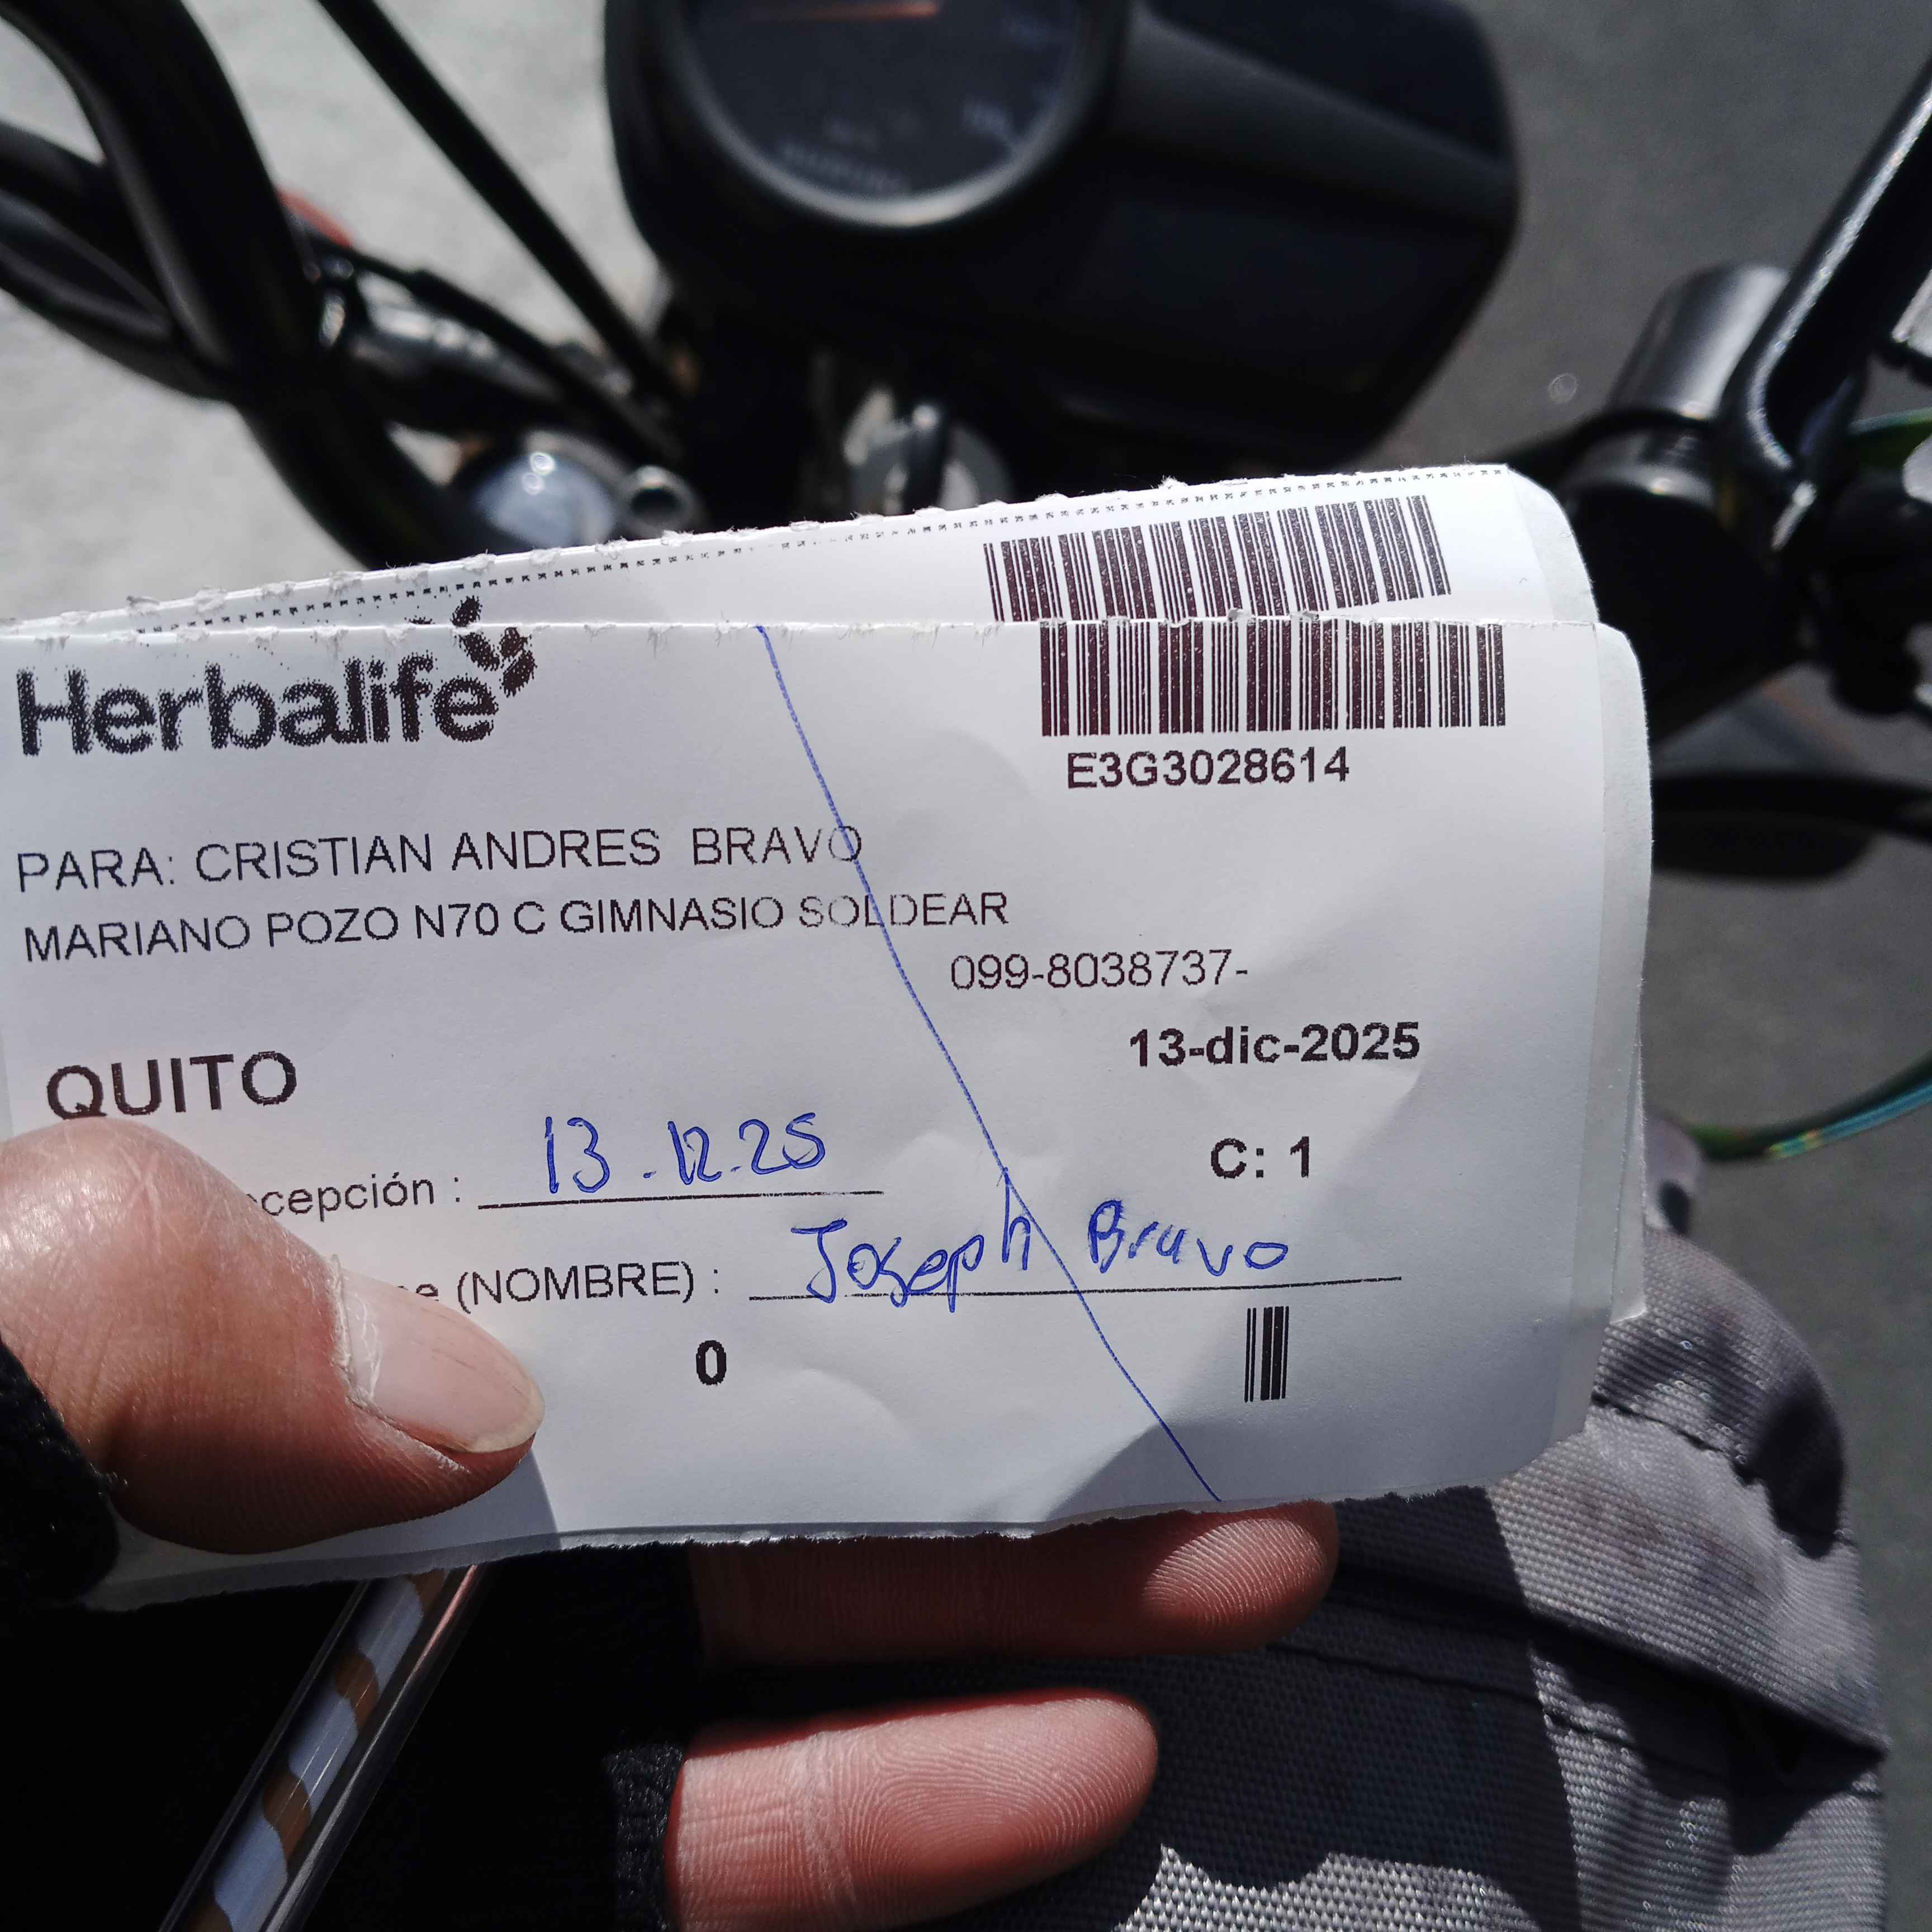 Herbalife
E3G3028614
PARA: CRISTIAN ANDRES BRAVO
MARIANO POZO N70 C GIMNASIO SOLDEAR
099-8038737-
13-dic-2025
QUITO
cepción : 13.12.25
C: 1
(NOMBRE) : Joseph Bravo
0